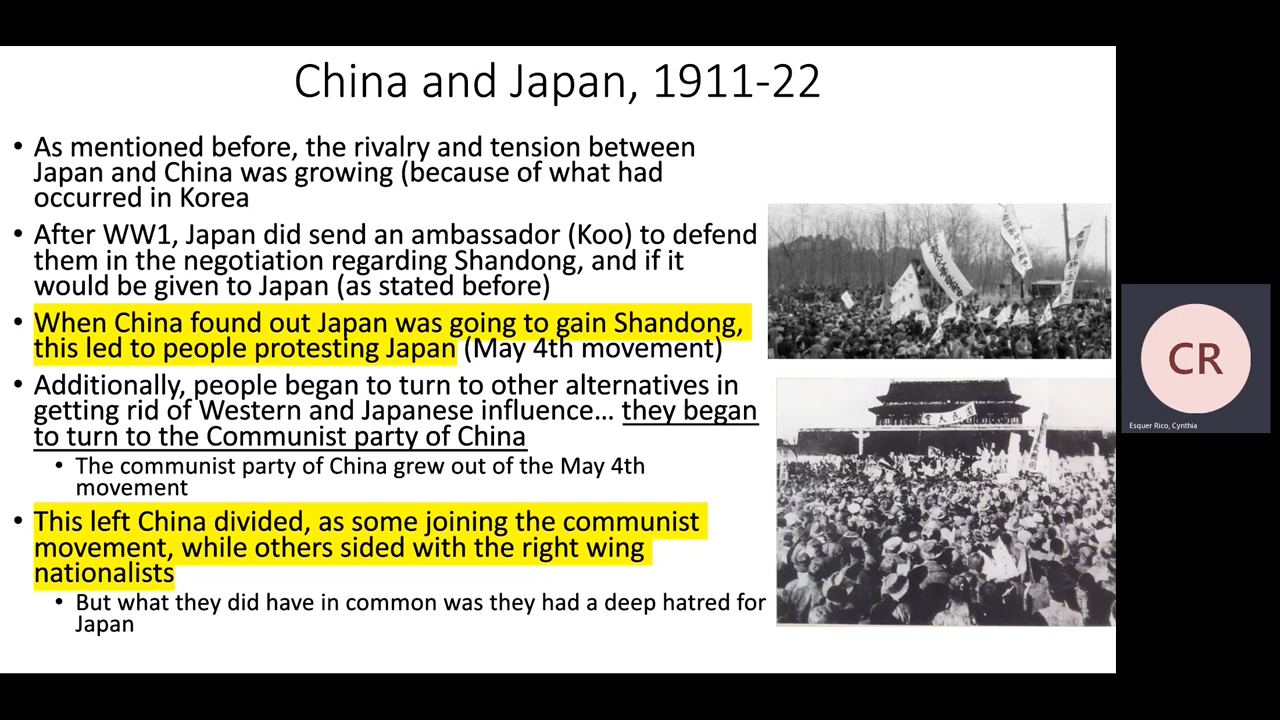 China and Japan, 1911-22
• As mentioned before, the rivalry and tension between
Japan and China was growing (because of what had
occurred in Korea
• After WW1, Japan did send an ambassador (Koo) to defend
them in the negotiation regarding Shandong, and if it
would be given to Japan (as stated before)
• When China found out Japan was going to gain Shandong,
this led to people protesting Japan (May 4th movement)
• Additionally, people began to turn to other alternatives in
getting rid of Western and Japanese influence... they began
to turn to the Communist party of China
• The communist party of China grew out of the May 4th
movement
• This left China divided, as some joining the communist
movement, while others sided with the right wing
nationalists
• But what they did have in common was they had a deep hatred for
Japan
CR
Esquer Rico, Cynthia